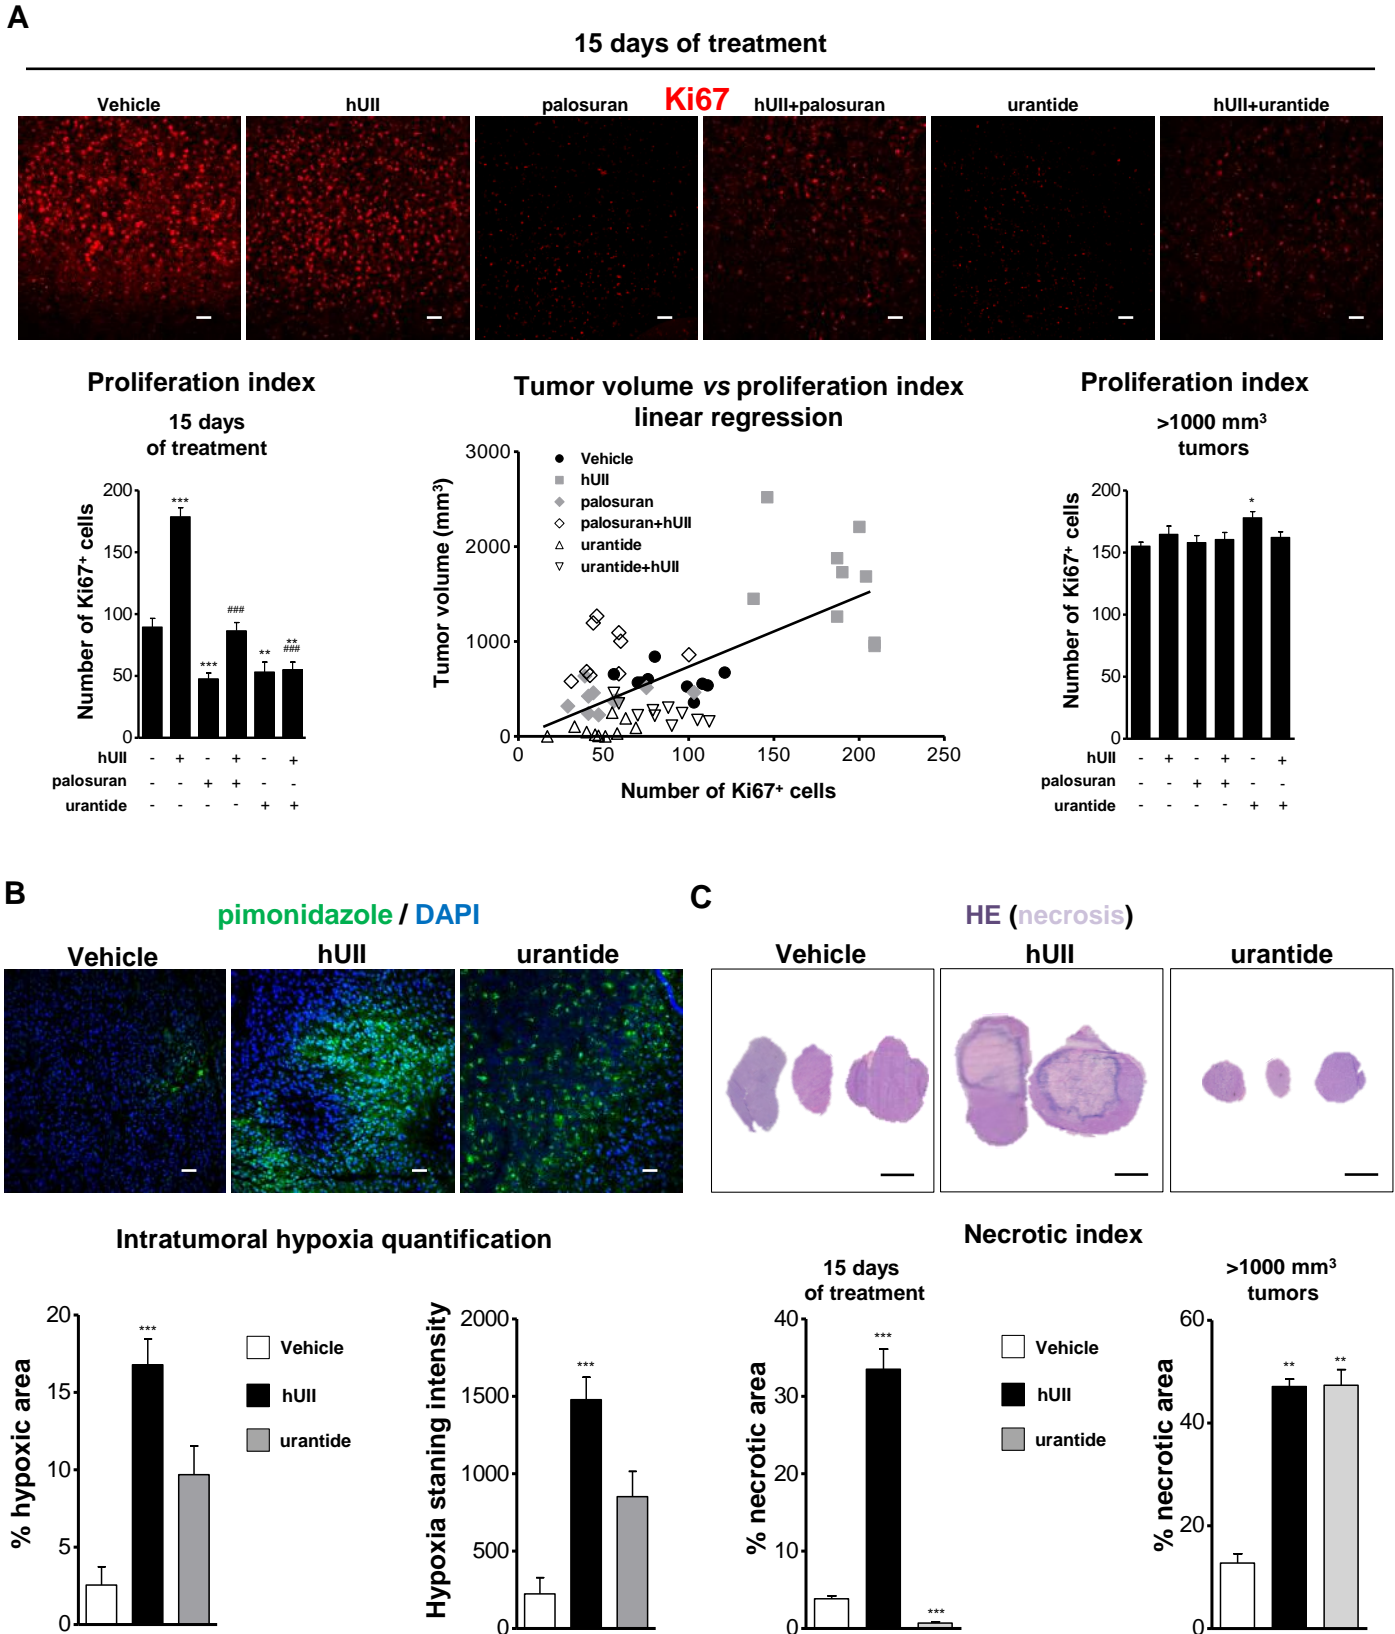 A
15 days of treatment
Ki67
Vehicle hUII palosuran hUII+palosuran urantide hUII+urantide
Proliferation index
15 days
of treatment
Number of Ki67+ cells
200
150
100
50
0
***
***
###
**
**
###
hUII - + - + - +
palosuran - - + + - -
urantide - - - - + +
Tumor volume vs proliferation index
linear regression
Tumor volume (mm3)
3000
2000
1000
0
Vehicle
hUII
palosuran
palosuran+hUII
urantide
urantide+hUII
0 50 100 150 200 250
Number of Ki67+ cells
Proliferation index
>1000 mm3
tumors
Number of Ki67+ cells
200
150
100
50
0
*
hUII - + - + - +
palosuran - - + + - -
urantide - - - - + +
B
pimonidazole / DAPI
Vehicle hUII urantide
Intratumoral hypoxia quantification
% hypoxic area
20
15
10
5
0
***
Vehicle
hUII
urantide
Hypoxia staning intensity
2000
1500
1000
500
0
***
C
HE (necrosis)
Vehicle hUII urantide
Necrotic index
15 days
of treatment
% necrotic area
40
30
20
10
0
***
***
Vehicle
hUII
urantide
>1000 mm3
tumors
% necrotic area
60
40
20
0
**
**